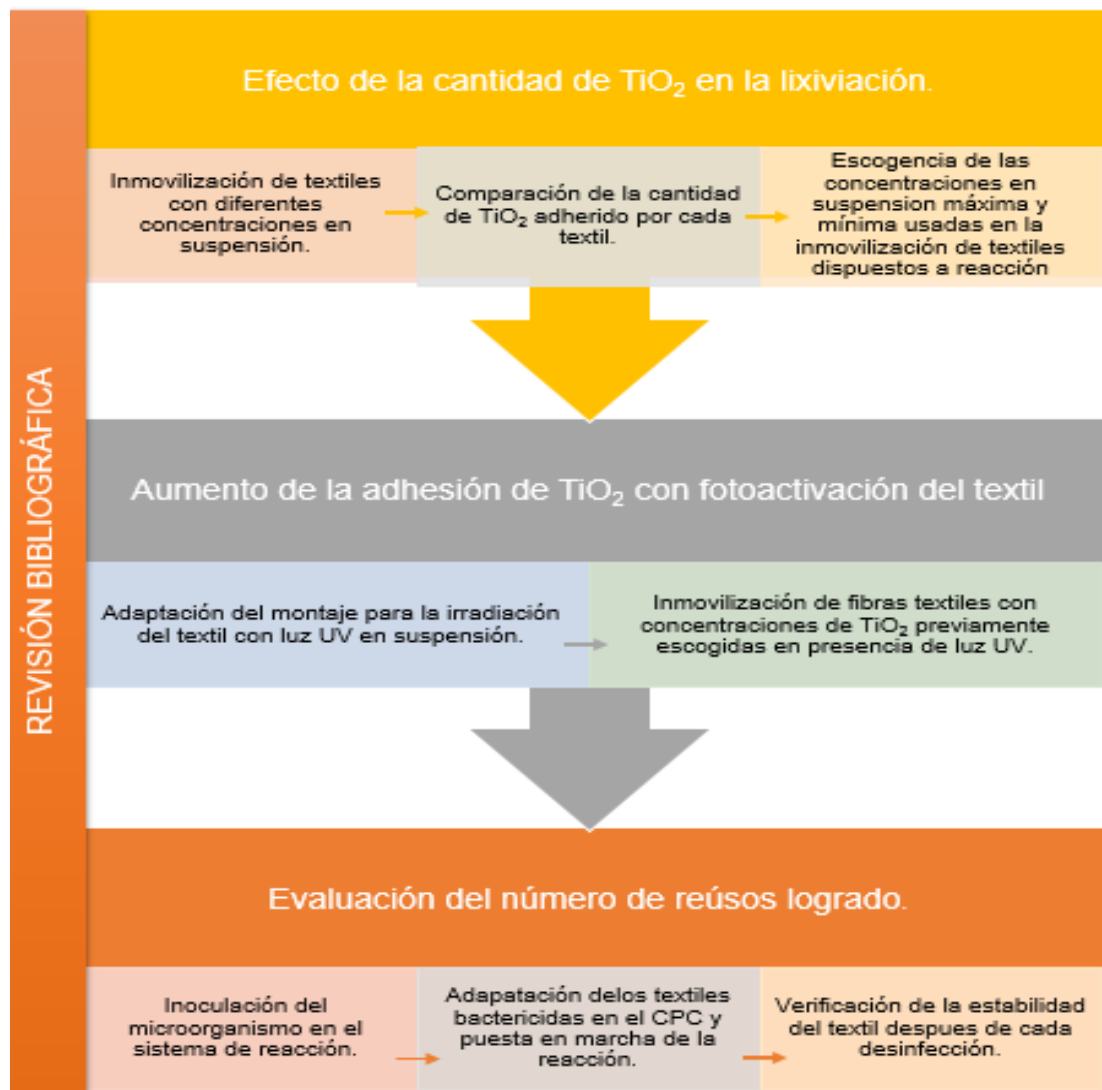 REVISIÓN BIBLIOGRÁFICA
Efecto de la cantidad de TiO₂ en la lixiviación.
Inmovilización de textiles
con diferentes
concentraciones en
suspensión.
Comparación de la cantidad
de TiO₂ adherido por cada
textil.
Escogencia de las
concentraciones en
suspension máxima y
mínima usadas en la
inmovilización de textiles
dispuestos a reacción
Aumento de la adhesión de TiO₂ con fotoactivación del textil
Adaptación del montaje para la irradiación
del textil con luz UV en suspensión.
Inmovilización de fibras textiles con
concentraciones de TiO₂ previamente
escogidas en presencia de luz UV.
Evaluación del número de reúsos logrado.
Inoculación del
microorganismo en el
sistema de reacción.
Adapatación delos textiles
bactericidas en el CPC y
puesta en marcha de la
reacción.
Verificación de la estabilidad
del textil despues de cada
desinfección.